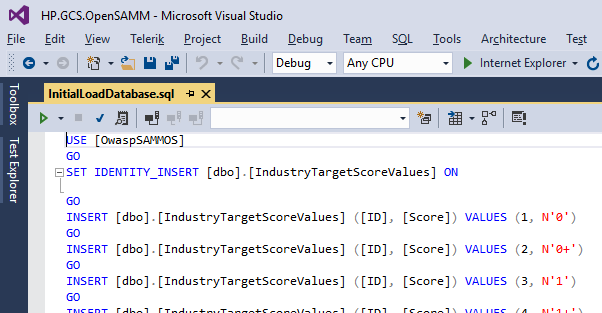 HP.GCS.OpenSAMM - Microsoft Visual Studio
File Edit View Telerik Project Build Debug Team SQL Tools Architecture Test
Debug Any CPU Internet Explorer
Toolbox
Test Explorer
InitialLoadDatabase.sql
USE [OwaspSAMMOS]
GO
SET IDENTITY_INSERT [dbo].[IndustryTargetScoreValues] ON
GO
INSERT [dbo].[IndustryTargetScoreValues] ([ID], [Score]) VALUES (1, N'0')
GO
INSERT [dbo].[IndustryTargetScoreValues] ([ID], [Score]) VALUES (2, N'0+')
GO
INSERT [dbo].[IndustryTargetScoreValues] ([ID], [Score]) VALUES (3, N'1')
GO
INSERT [dbo].[IndustryTargetScoreValues] ([ID], [Score]) VALUES (4, N'1+')